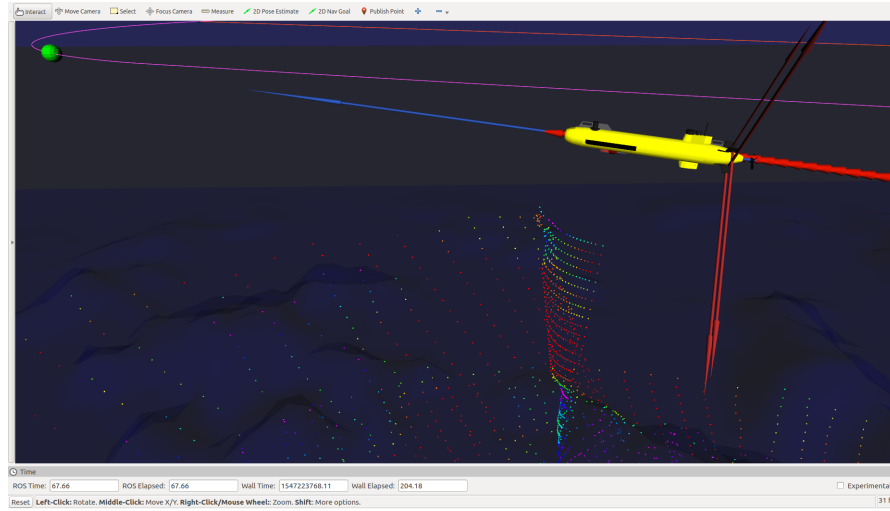 Interact Move Camera Select Focus Camera Measure 2D Pose Estimate 2D Nav Goal Publish Point
Time
ROS Time: 67.66 ROS Elapsed: 67.66 Wall Time: 1547223768.11 Wall Elapsed: 204.18 Experimenta
Reset Left-Click: Rotate. Middle-Click: Move X/Y. Right-Click/Mouse Wheel:: Zoom. Shift: More options. 31 f